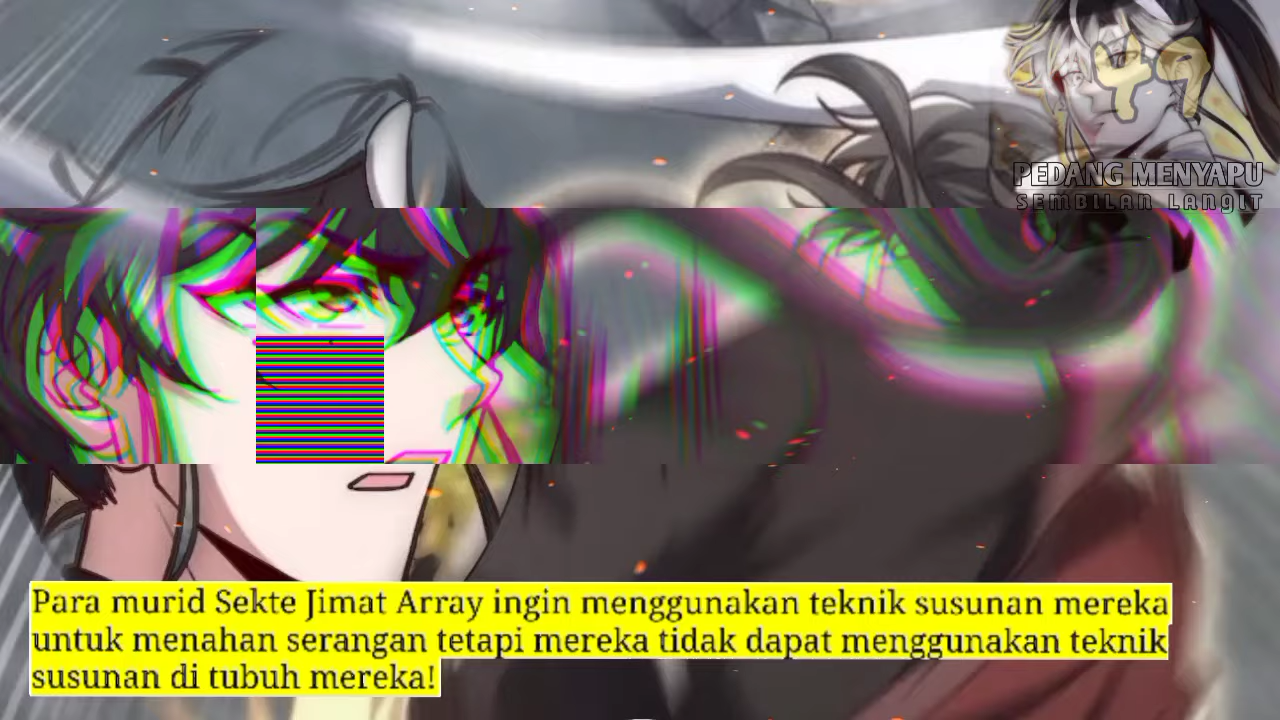 49
PEDANG MENYAPU
SEMBILAN LANGIT
Para murid Sekte Jimat Array ingin menggunakan teknik susunan mereka
untuk menahan serangan tetapi mereka tidak dapat menggunakan teknik
susunan di tubuh mereka!